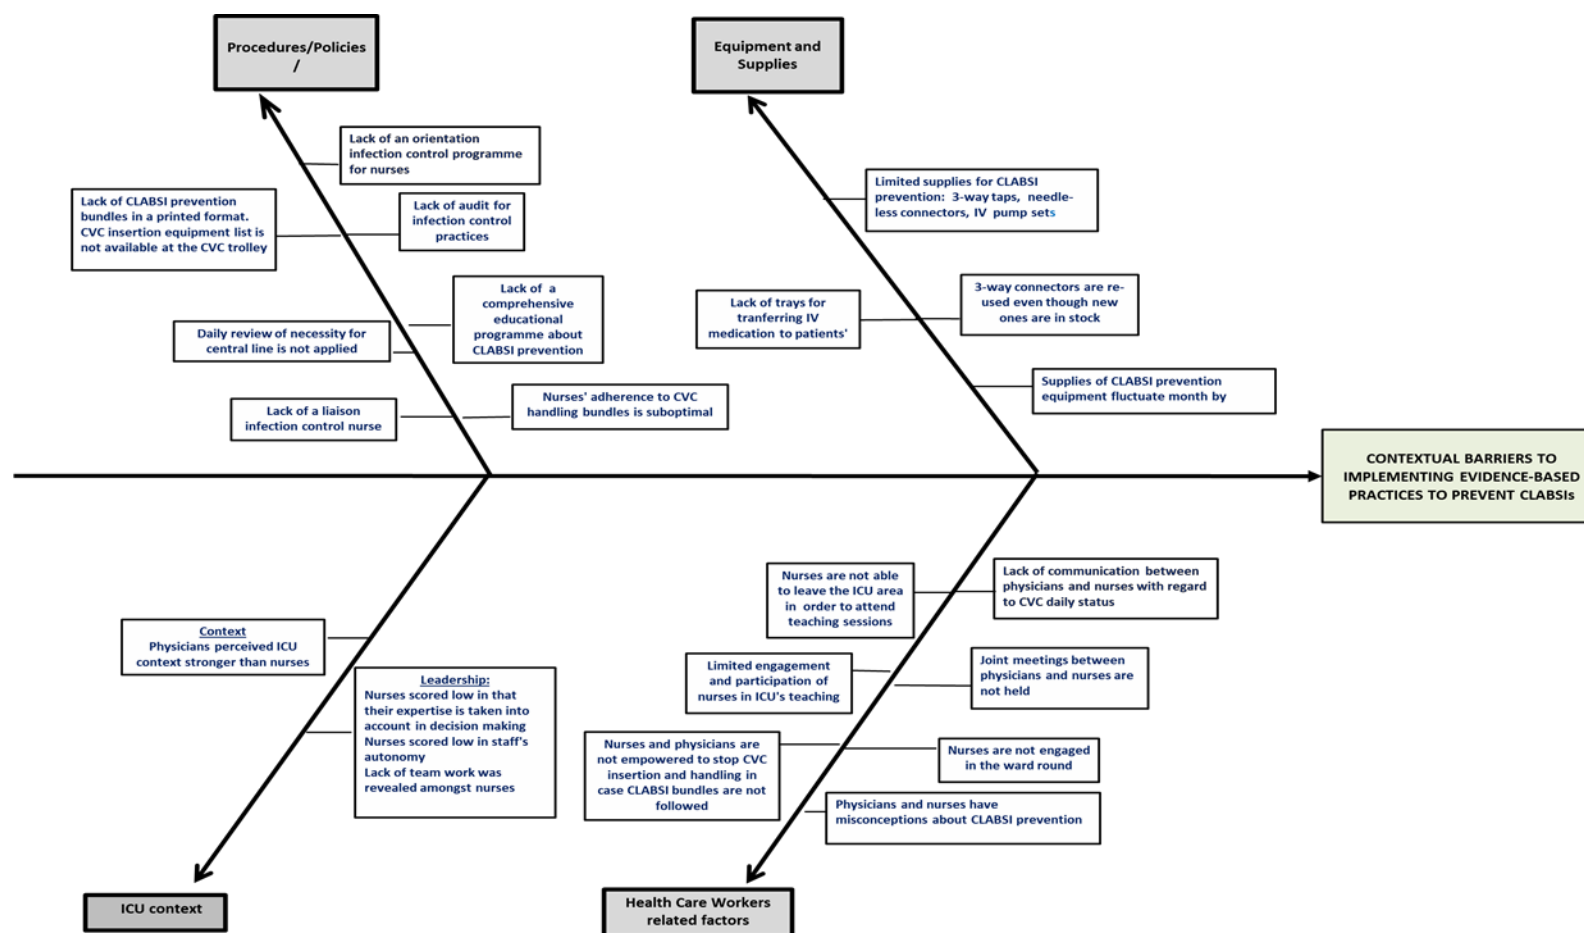 Procedures/Policies
/
Equipment and
Supplies
Lack of an orientation
infection control programme
for nurses
Lack of CLABSI prevention
bundles in a printed format.
CVC insertion equipment list is
not available at the CVC trolley
Lack of audit for
infection control
practices
Lack of  a
comprehensive
educational
programme about
CLABSI prevention
Daily review of necessity for
central line is not applied
Lack of a liaison
infection control nurse
Nurses' adherence to CVC
handling bundles is suboptimal
Limited supplies for CLABSI
prevention: 3-way taps, needle-
less connectors, IV pump sets
Lack of trays for
tranferring IV
medication to patients'
3-way connectors are re-
used even though new
ones are in stock
Supplies of CLABSI prevention
equipment fluctuate month by
CONTEXTUAL BARRIERS TO
IMPLEMENTING EVIDENCE-BASED
PRACTICES TO PREVENT CLABSIs
Context
Physicians perceived ICU
context stronger than nurses
Leadership:
Nurses scored low in that
their expertise is taken into
account in decision making
Nurses scored low in staff's
autonomy
Lack of team work was
revealed amongst nurses
Nurses are not able
to leave the ICU area
in  order to attend
teaching sessions
Lack of communication between
physicians and nurses with regard
to CVC daily status
Limited engagement
and participation of
nurses in ICU's teaching
Joint meetings between
physicians and nurses are
not held
Nurses and physicians are
not empowered to stop CVC
insertion and handling in
case CLABSI bundles are not
followed
Nurses are not engaged
in the ward round
Physicians and nurses have
misconceptions about CLABSI prevention
ICU context
Health Care Workers
related factors